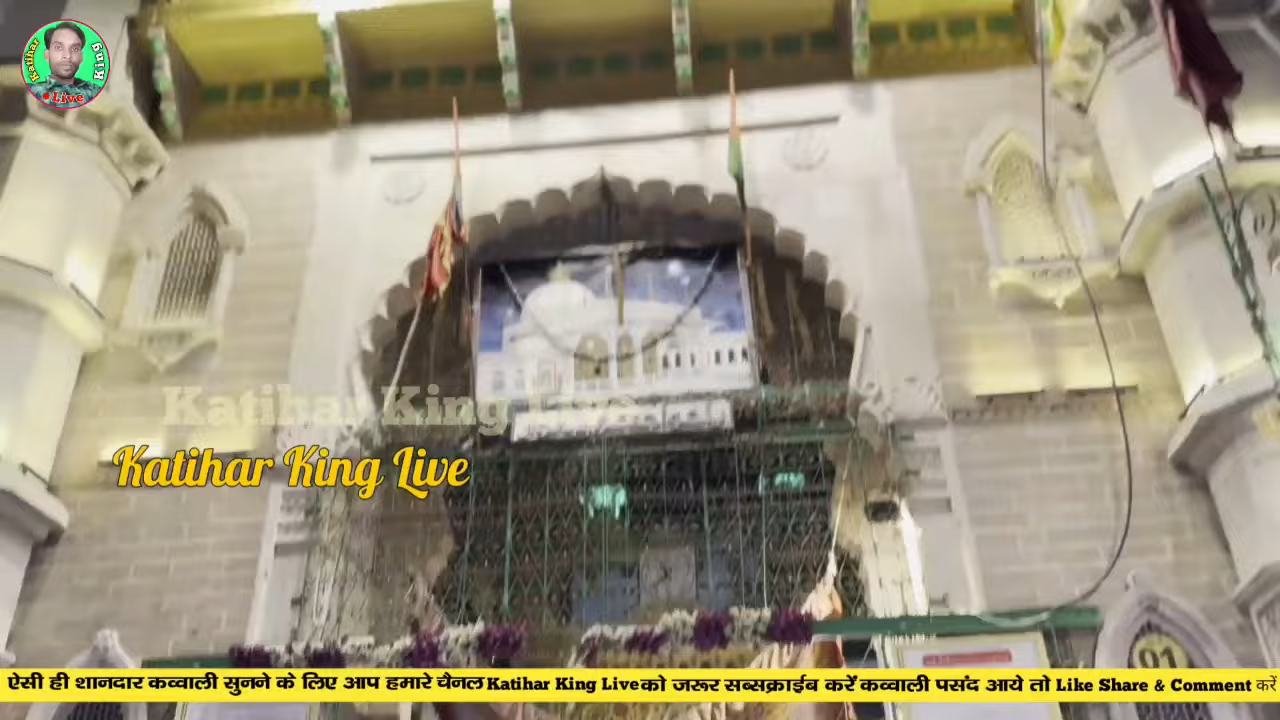 Katihar King
Live
Katihar King Live
Katihar King Live
01
ऐसी ही शानदार कव्वाली सुनने के लिए आप हमारे चैनल Katihar King Live को जरूर सब्सक्राईब करें कव्वाली पसंद आये तो Like Share & Comment करें